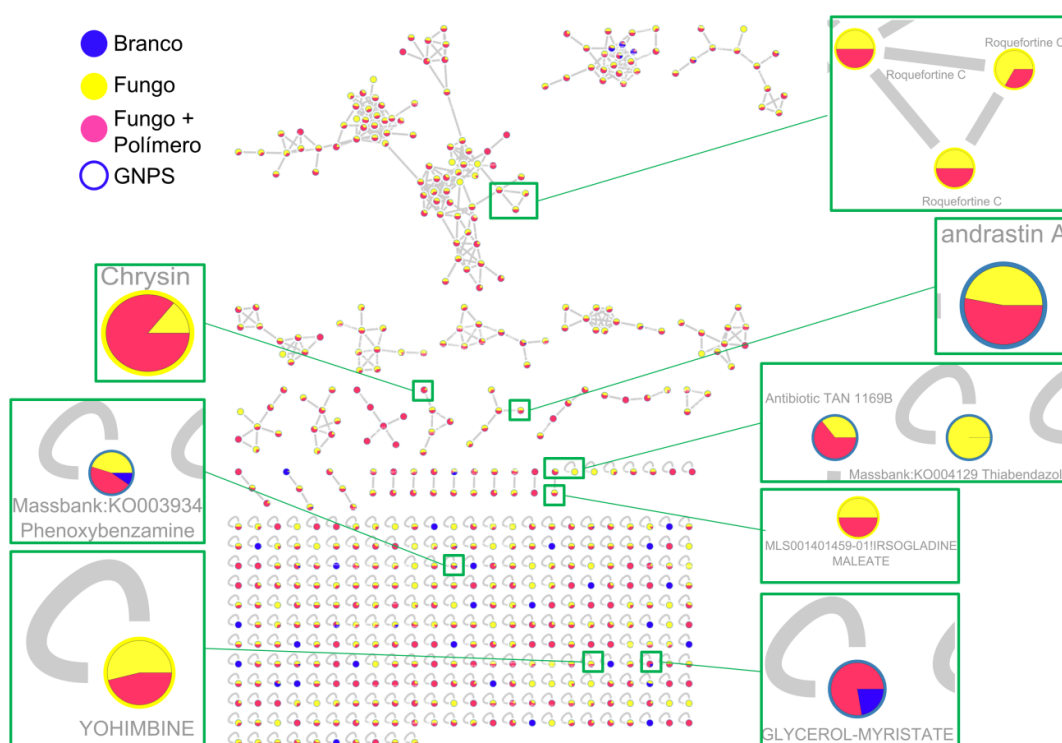 Branco
Fungo
Fungo +
Polímero
GNPS
Roquefortine C
Roquefortine C
Roquefortine C
andrastin A
Chrysin
Antibiotic TAN 1169B
Massbank:KO004129 Thiabendazol
Massbank:KO003934
Phenoxybenzamine
MLS001401459-01!IRSOGLADINE
MALEATE
YOHIMBINE
GLYCEROL-MYRISTATE